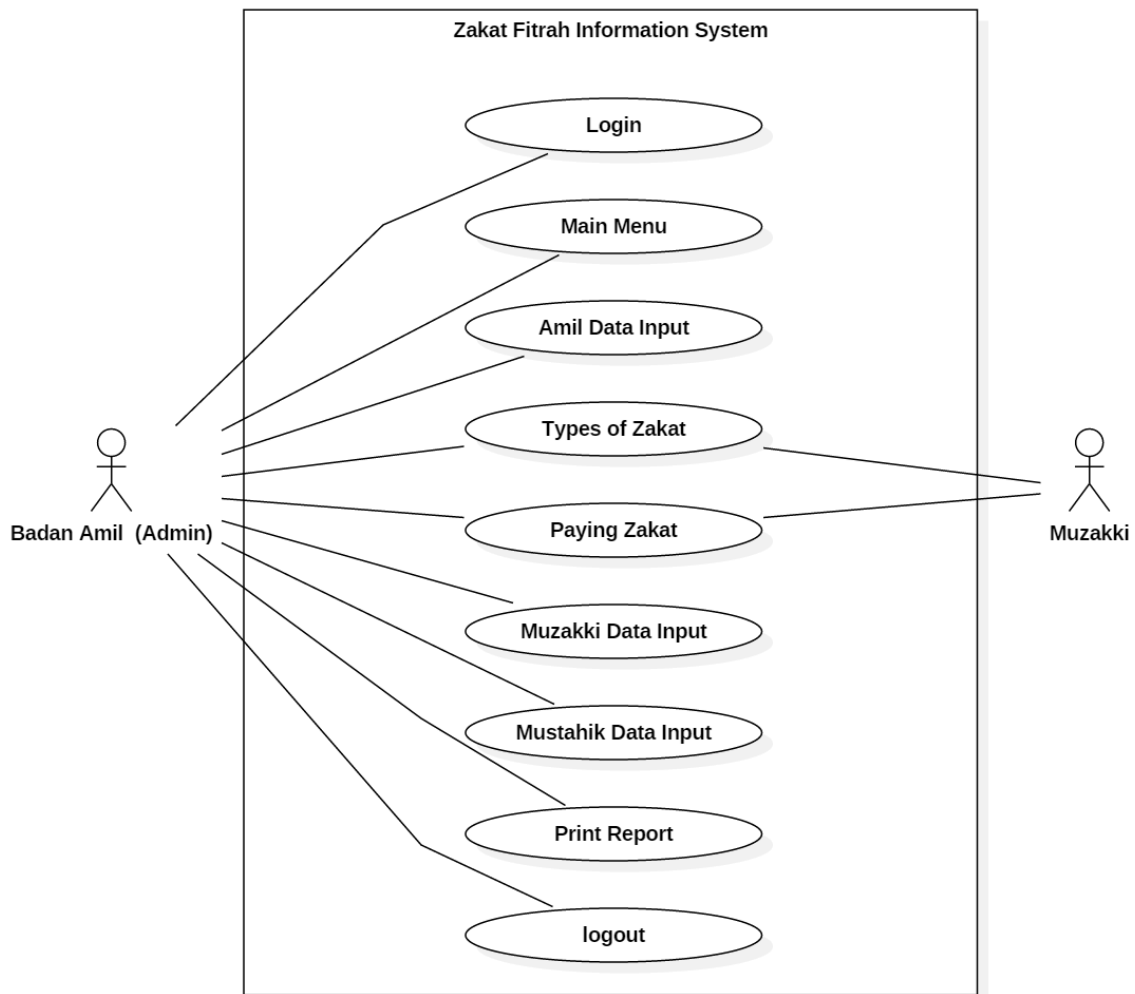 Zakat Fitrah Information System
Login
Main Menu
Amil Data Input
Types of Zakat
Badan Amil  (Admin)
Paying Zakat
Muzakki
Muzakki Data Input
Mustahik Data Input
Print Report
logout